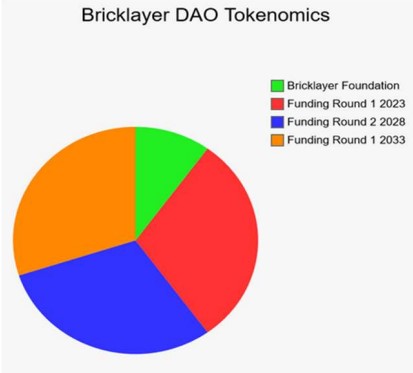 Bricklayer DAO Tokenomics
Bricklayer Foundation
Funding Round 1 2023
Funding Round 2 2028
Funding Round 1 2033